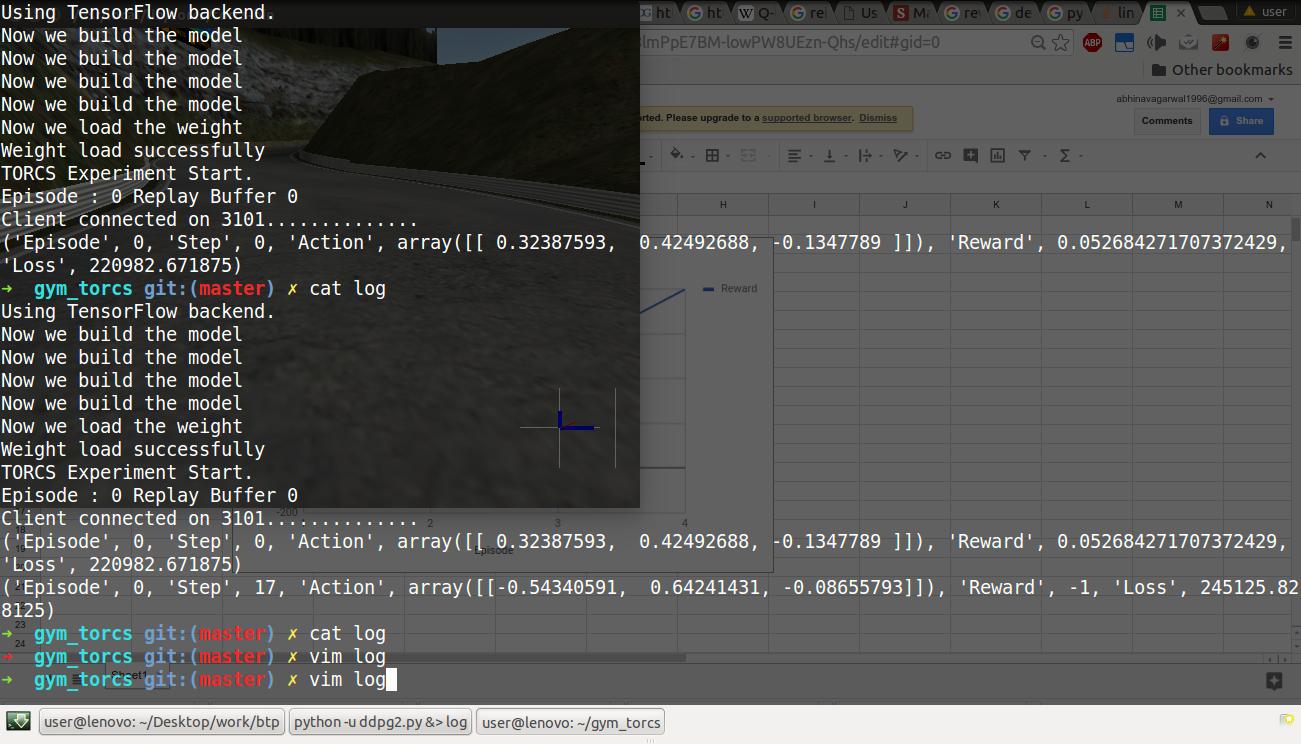 Using TensorFlow backend.
Now we build the model
Now we build the model
Now we build the model
Now we build the model
Now we load the weight
Weight load successfully
TORCS Experiment Start.
Episode : 0 Replay Buffer 0
Client connected on 3101..............
('Episode', 0, 'Step', 0, 'Action', array([[ 0.32387593,  0.42492688, -0.1347789 ]]), 'Reward', 0.052684271707372429,
'Loss', 220982.671875)
➜  gym_torcs git:(master) ✗ cat log
Using TensorFlow backend.
Now we build the model
Now we build the model
Now we build the model
Now we build the model
Now we load the weight
Weight load successfully
TORCS Experiment Start.
Episode : 0 Replay Buffer 0
Client connected on 3101..............
('Episode', 0, 'Step', 0, 'Action', array([[ 0.32387593,  0.42492688, -0.1347789 ]]), 'Reward', 0.052684271707372429,
'Loss', 220982.671875)
('Episode', 0, 'Step', 17, 'Action', array([[-0.54340591,  0.64241431, -0.08655793]]), 'Reward', -1, 'Loss', 245125.82
8125)
➜  gym_torcs git:(master) ✗ cat log
➜  gym_torcs git:(master) ✗ vim log
➜  gym_torcs git:(master) ✗ vim log
ht
ht
Q-
rei
Us
Ma
rev
de
py
lin
user
lmPpE7BM-lowPW8UEzn-Qhs/edit#gid=0
ABP
Other bookmarks
abhinavagarwal1996@gmail.com
rted. Please upgrade to a supported browser. Dismiss
Comments
Share
H I J K L M N
Reward
-200
2 3 4
Episode
18
19
23
24
Sheet1
user@lenovo: ~/Desktop/work/btp
python -u ddpg2.py &> log
user@lenovo: ~/gym_torcs